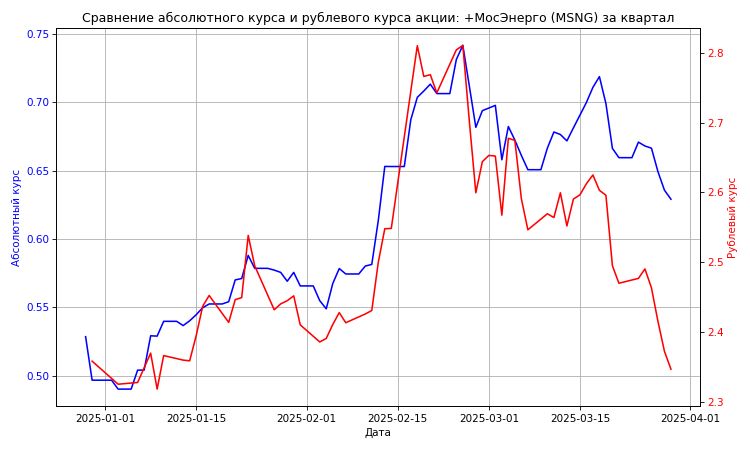 Сравнение абсолютного курса и рублевого курса акции: +МосЭнерго (MSNG) за квартал
0.75
0.70
0.65
0.60
0.55
0.50
Абсолютный курс
2.8
2.7
2.6
2.5
2.4
2.3
Рублевый курс
2025-01-01 2025-01-15 2025-02-01 2025-02-15 2025-03-01 2025-03-15 2025-04-01
Дата